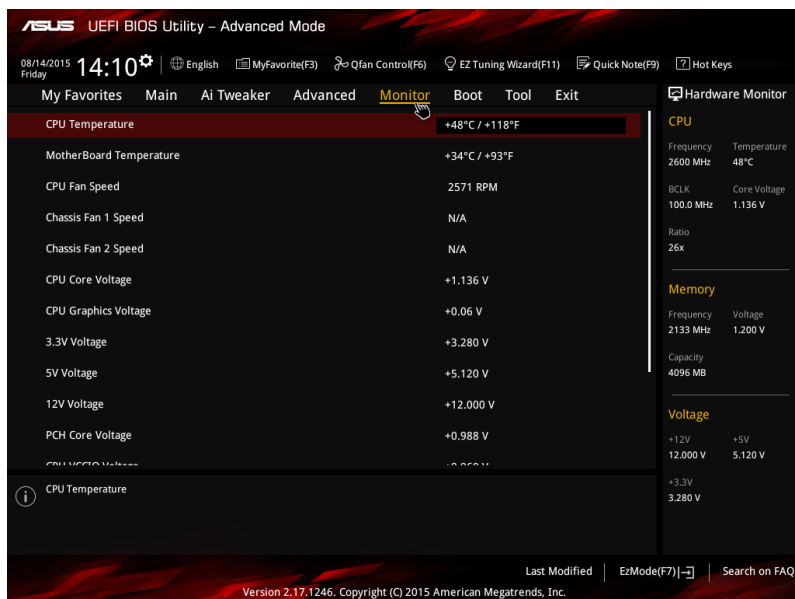 ASUS UEFI BIOS Utility – Advanced Mode
08/14/2015
Friday
14:10
English MyFavorite(F3) Qfan Control(F6) EZ Tuning Wizard(F11) Quick Note(F9) ? Hot Keys
My Favorites Main Ai Tweaker Advanced Monitor Boot Tool Exit
CPU Temperature +48°C / +118°F
MotherBoard Temperature +34°C / +93°F
CPU Fan Speed 2571 RPM
Chassis Fan 1 Speed N/A
Chassis Fan 2 Speed N/A
CPU Core Voltage +1.136 V
CPU Graphics Voltage +0.06 V
3.3V Voltage +3.280 V
5V Voltage +5.120 V
12V Voltage +12.000 V
PCH Core Voltage +0.988 V
CPU VCCIO Voltage
CPU Temperature
Hardware Monitor
CPU
Frequency Temperature
2600 MHz 48°C
BCLK Core Voltage
100.0 MHz 1.136 V
Ratio
26x
Memory
Frequency Voltage
2133 MHz 1.200 V
Capacity
4096 MB
Voltage
+12V +5V
12.000 V 5.120 V
+3.3V
3.280 V
Last Modified EzMode(F7) Search on FAQ
Version 2.17.1246. Copyright (C) 2015 American Megatrends, Inc.